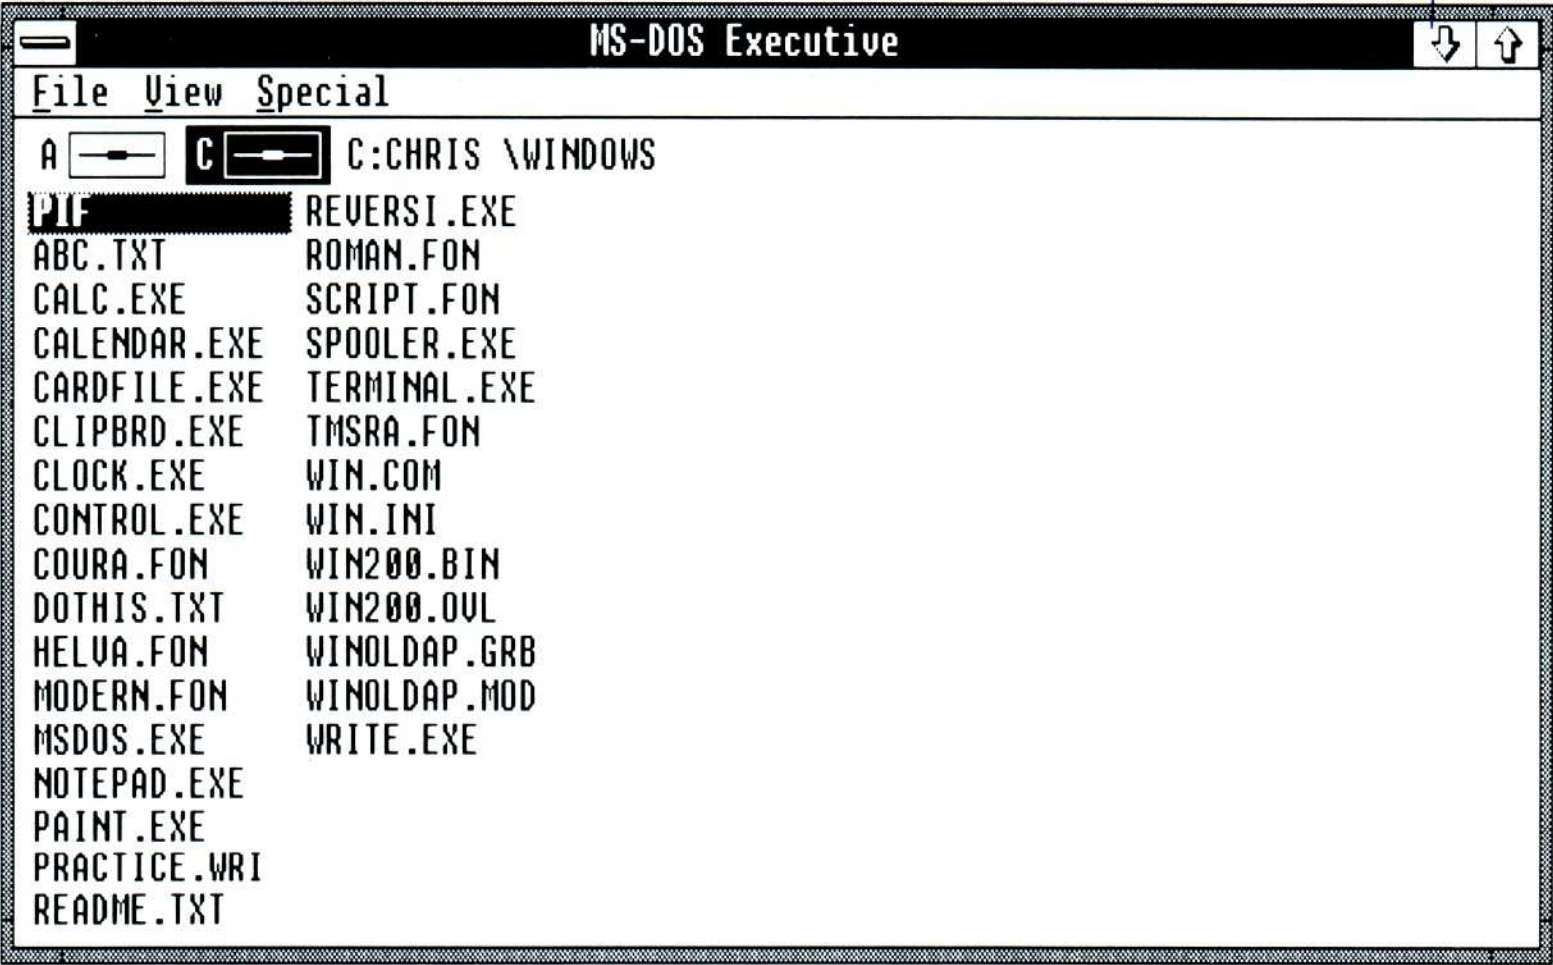 MS-DOS Executive
File View Special
A C C:CHRIS \WINDOWS
PIF
ABC.TXT
CALC.EXE
CALENDAR.EXE
CARDFILE.EXE
CLIPBRD.EXE
CLOCK.EXE
CONTROL.EXE
COURA.FON
DOTHIS.TXT
HELVA.FON
MODERN.FON
MSDOS.EXE
NOTEPAD.EXE
PAINT.EXE
PRACTICE.WRI
README.TXT
REVERSI.EXE
ROMAN.FON
SCRIPT.FON
SPOOLER.EXE
TERMINAL.EXE
TMSRA.FON
WIN.COM
WIN.INI
WIN200.BIN
WIN200.OVL
WINOLDAP.GRB
WINOLDAP.MOD
WRITE.EXE